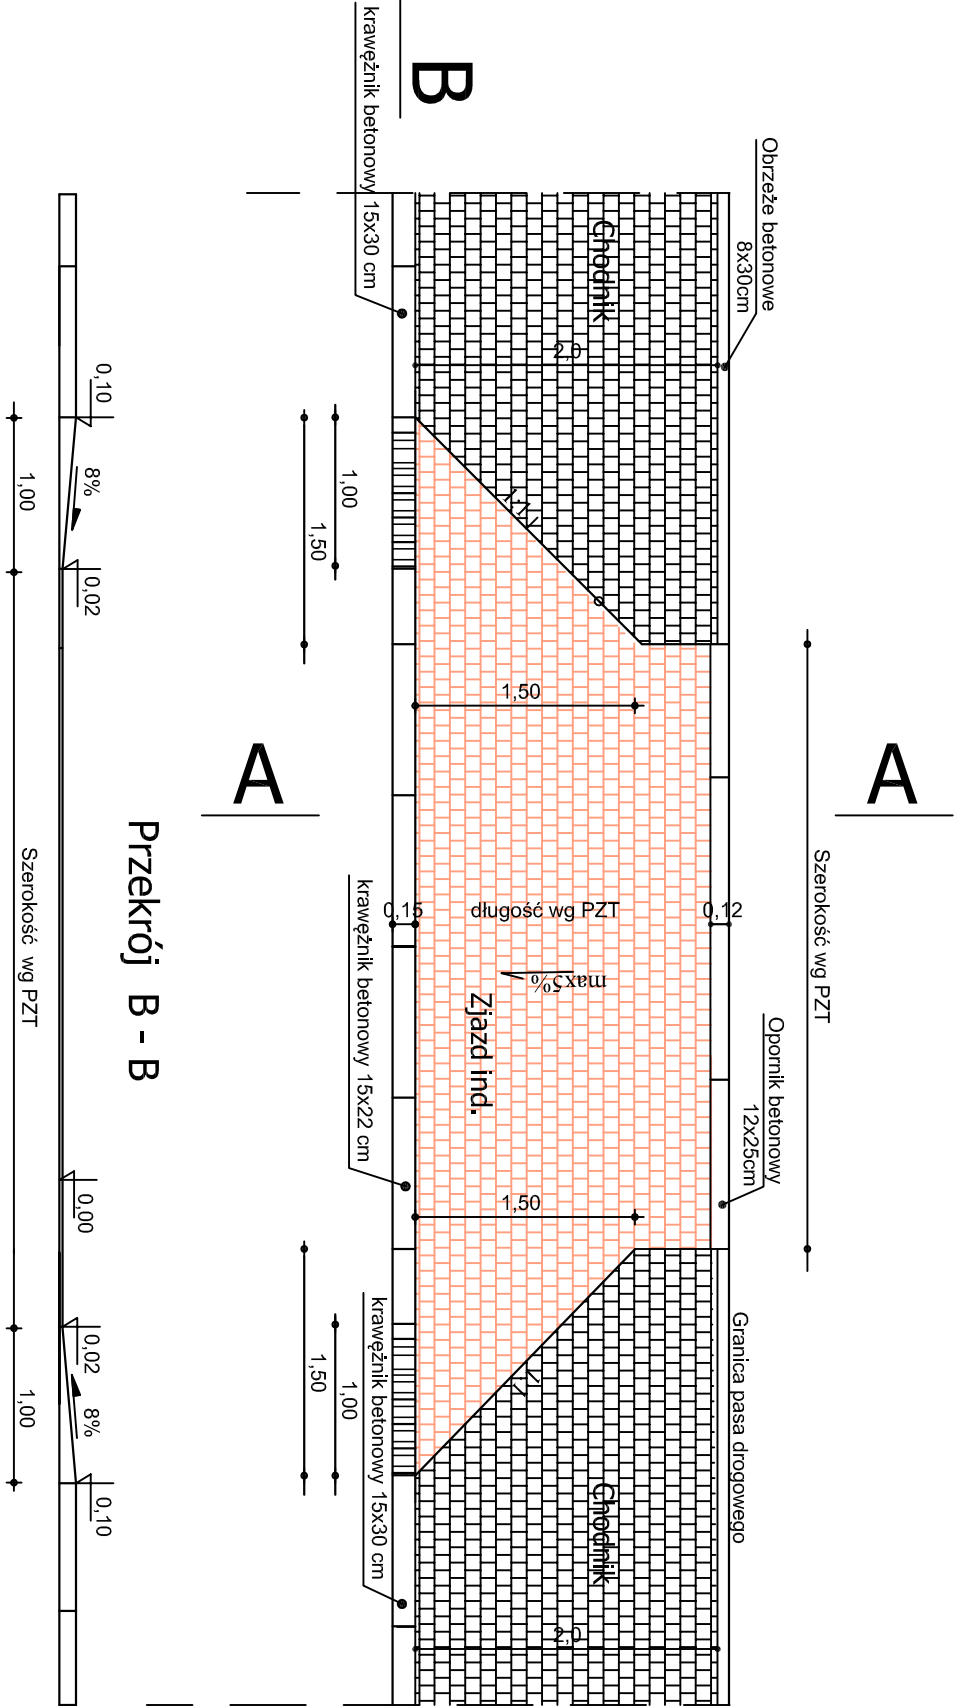 B
krawężnik betonowy 15x30 cm
Obrzeże betonowe
8x30cm
Chodnik
2,0
1:1
1,00
1,50
1,50
A
A
Szerokość wg PZT
0,15
długość wg PZT
0,12
max5%
Zjazd ind.
krawężnik betonowy 15x22 cm
Opornik betonowy
12x25cm
1,50
1:1
1,50
1,00
krawężnik betonowy 15x30 cm
Granica pasa drogowego
Chodnik
2,0
Przekrój B - B
0,10
8%
0,02
0,00
0,02
8%
0,10
1,00
Szerokość wg PZT
1,00